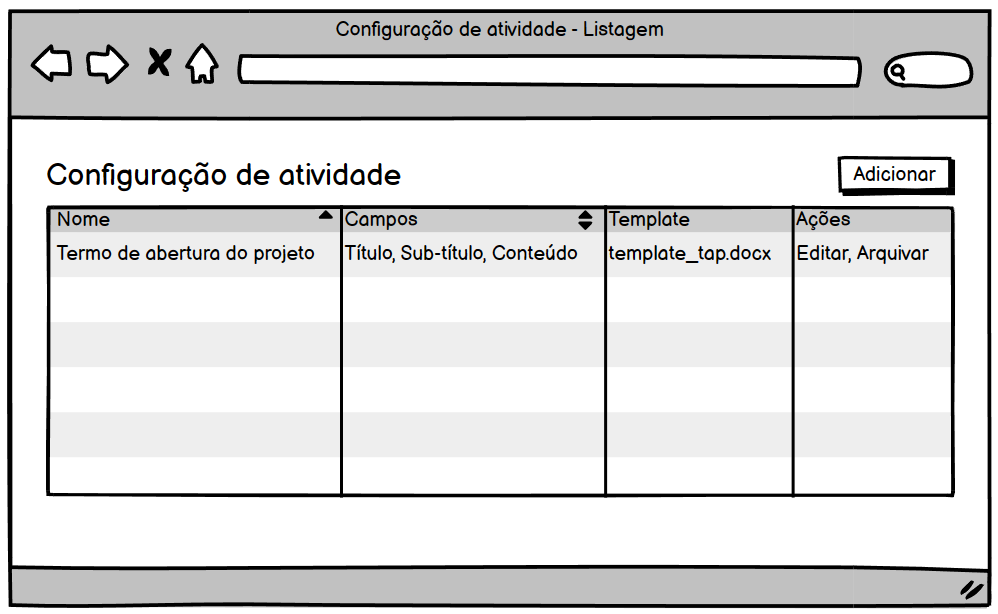 Configuração de atividade - Listagem
Configuração de atividade
Adicionar
Nome Campos Template Ações
Termo de abertura do projeto Título, Sub-título, Conteúdo template_tap.docx Editar, Arquivar